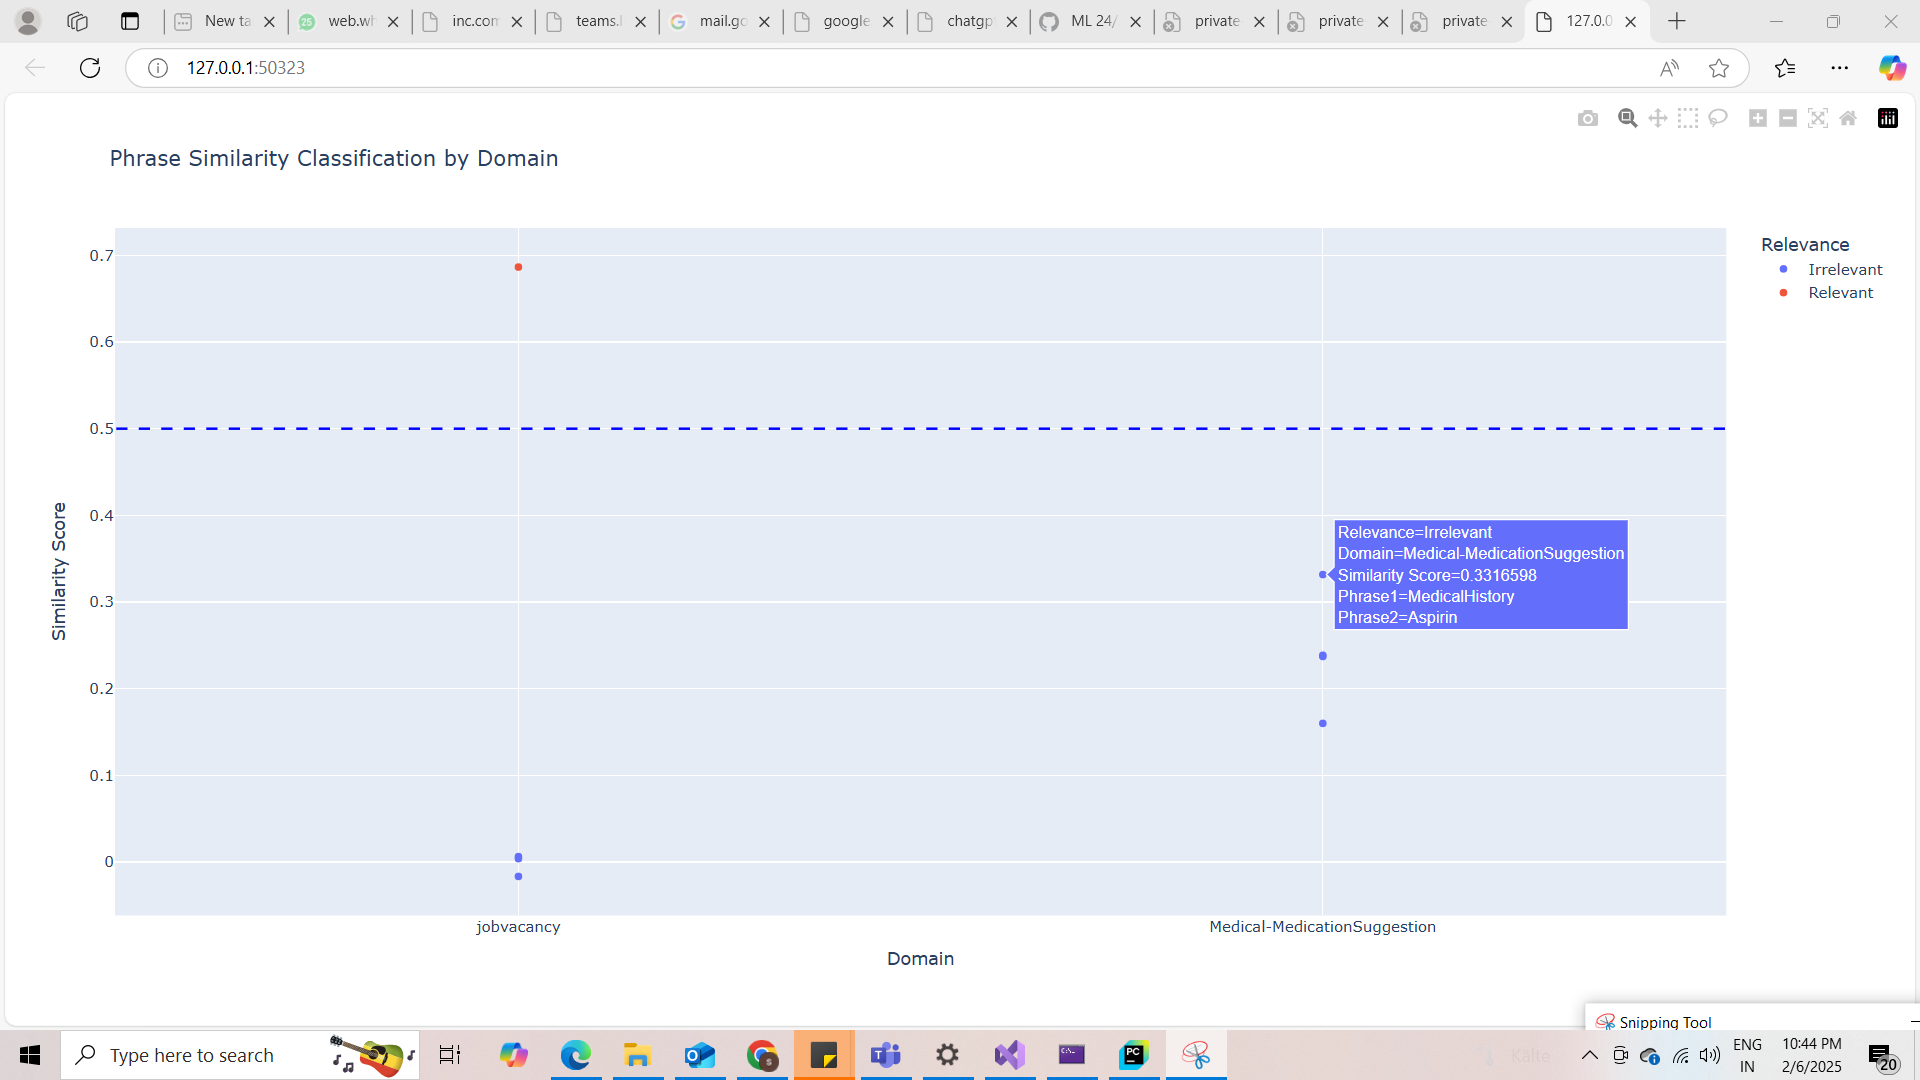 New ta
web.wh
inc.com
teams.l
mail.go
google
chatgp
ML 24/
private
private
private
127.0.0
127.0.0.1:50323
Phrase Similarity Classification by Domain
Relevance
Irrelevant
Relevant
0.7
0.6
0.5
0.4
0.3
0.2
0.1
0
Similarity Score
Relevance=Irrelevant
Domain=Medical-MedicationSuggestion
Similarity Score=0.3316598
Phrase1=MedicalHistory
Phrase2=Aspirin
jobvacancy
Medical-MedicationSuggestion
Domain
Snipping Tool
Type here to search
Kälte
ENG
IN
10:44 PM
2/6/2025
20